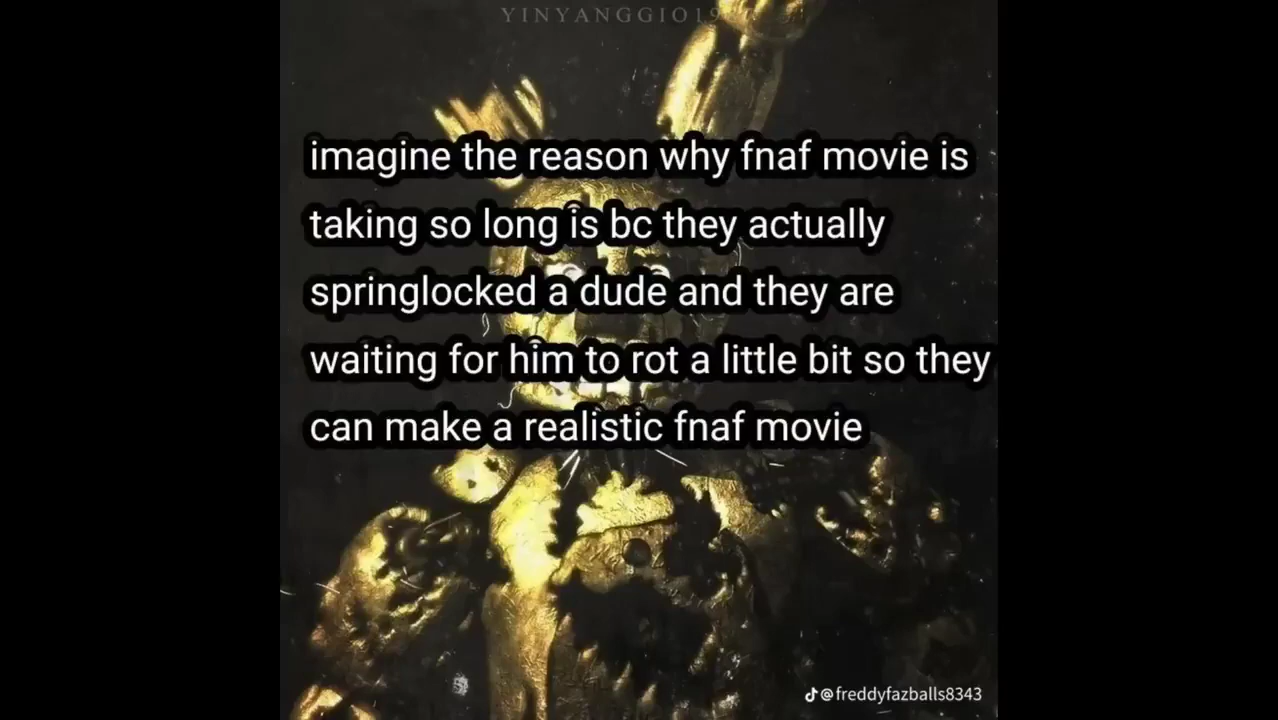 YINYANGGIO19
imagine the reason why fnaf movie is
taking so long is bc they actually
springlocked a dude and they are
waiting for him to rot a little bit so they
can make a realistic fnaf movie
@freddyfazballs8343